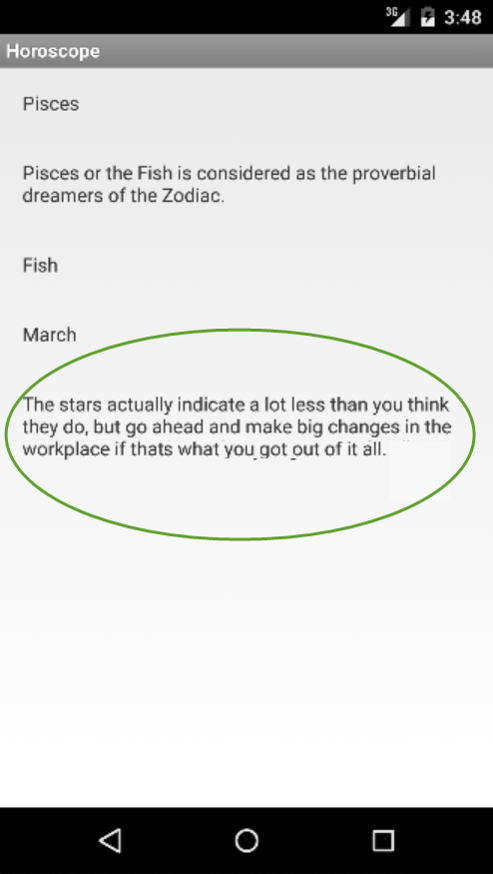 3G 3:48
Horoscope
Pisces
Pisces or the Fish is considered as the proverbial
dreamers of the Zodiac.
Fish
March
The stars actually indicate a lot less than you think
they do, but go ahead and make big changes in the
workplace if thats what you got out of it all.